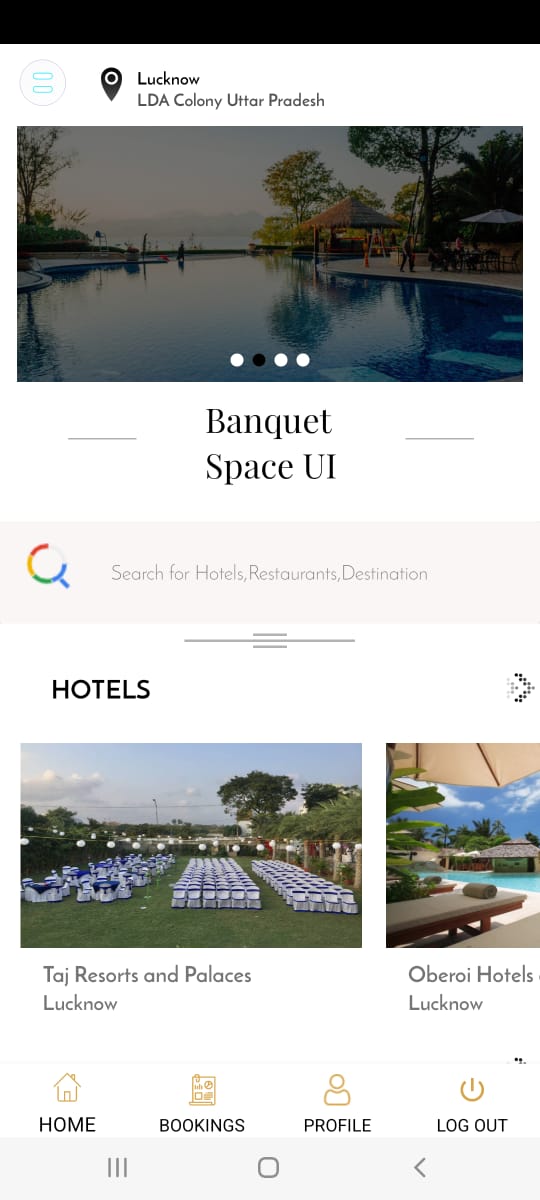 Lucknow
LDA Colony Uttar Pradesh
Banquet
Space UI
Search for Hotels,Restaurants,Destination
HOTELS
Taj Resorts and Palaces
Lucknow
Oberoi Hotels
Lucknow
HOME
BOOKINGS
PROFILE
LOG OUT